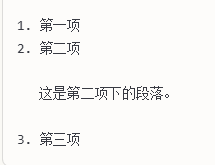 1. 第一项
2. 第二项
这是第二项下的段落。
3. 第三项